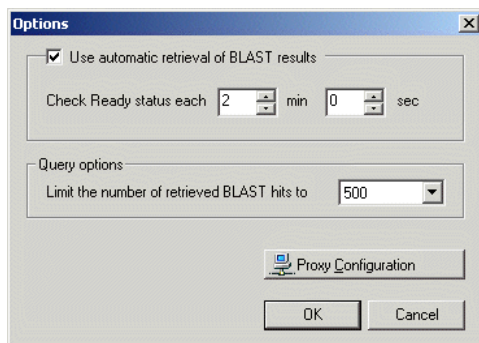 Options
Use automatic retrieval of BLAST results
Check Ready status each 2 min 0 sec
Query options
Limit the number of retrieved BLAST hits to 500
Proxy Configuration
OK Cancel